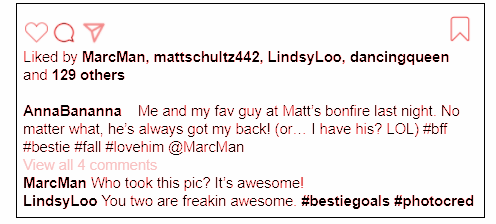 Liked by MarcMan, mattschultz442, LindsyLoo, dancingqueen
and 129 others
AnnaBananna Me and my fav guy at Matt's bonfire last night. No
matter what, he's always got my back! (or… I have his? LOL) #bff
#bestie #fall #lovehim @MarcMan
View all 4 comments
MarcMan Who took this pic? It's awesome!
LindsyLoo You two are freakin awesome. #bestiegoals #photocred